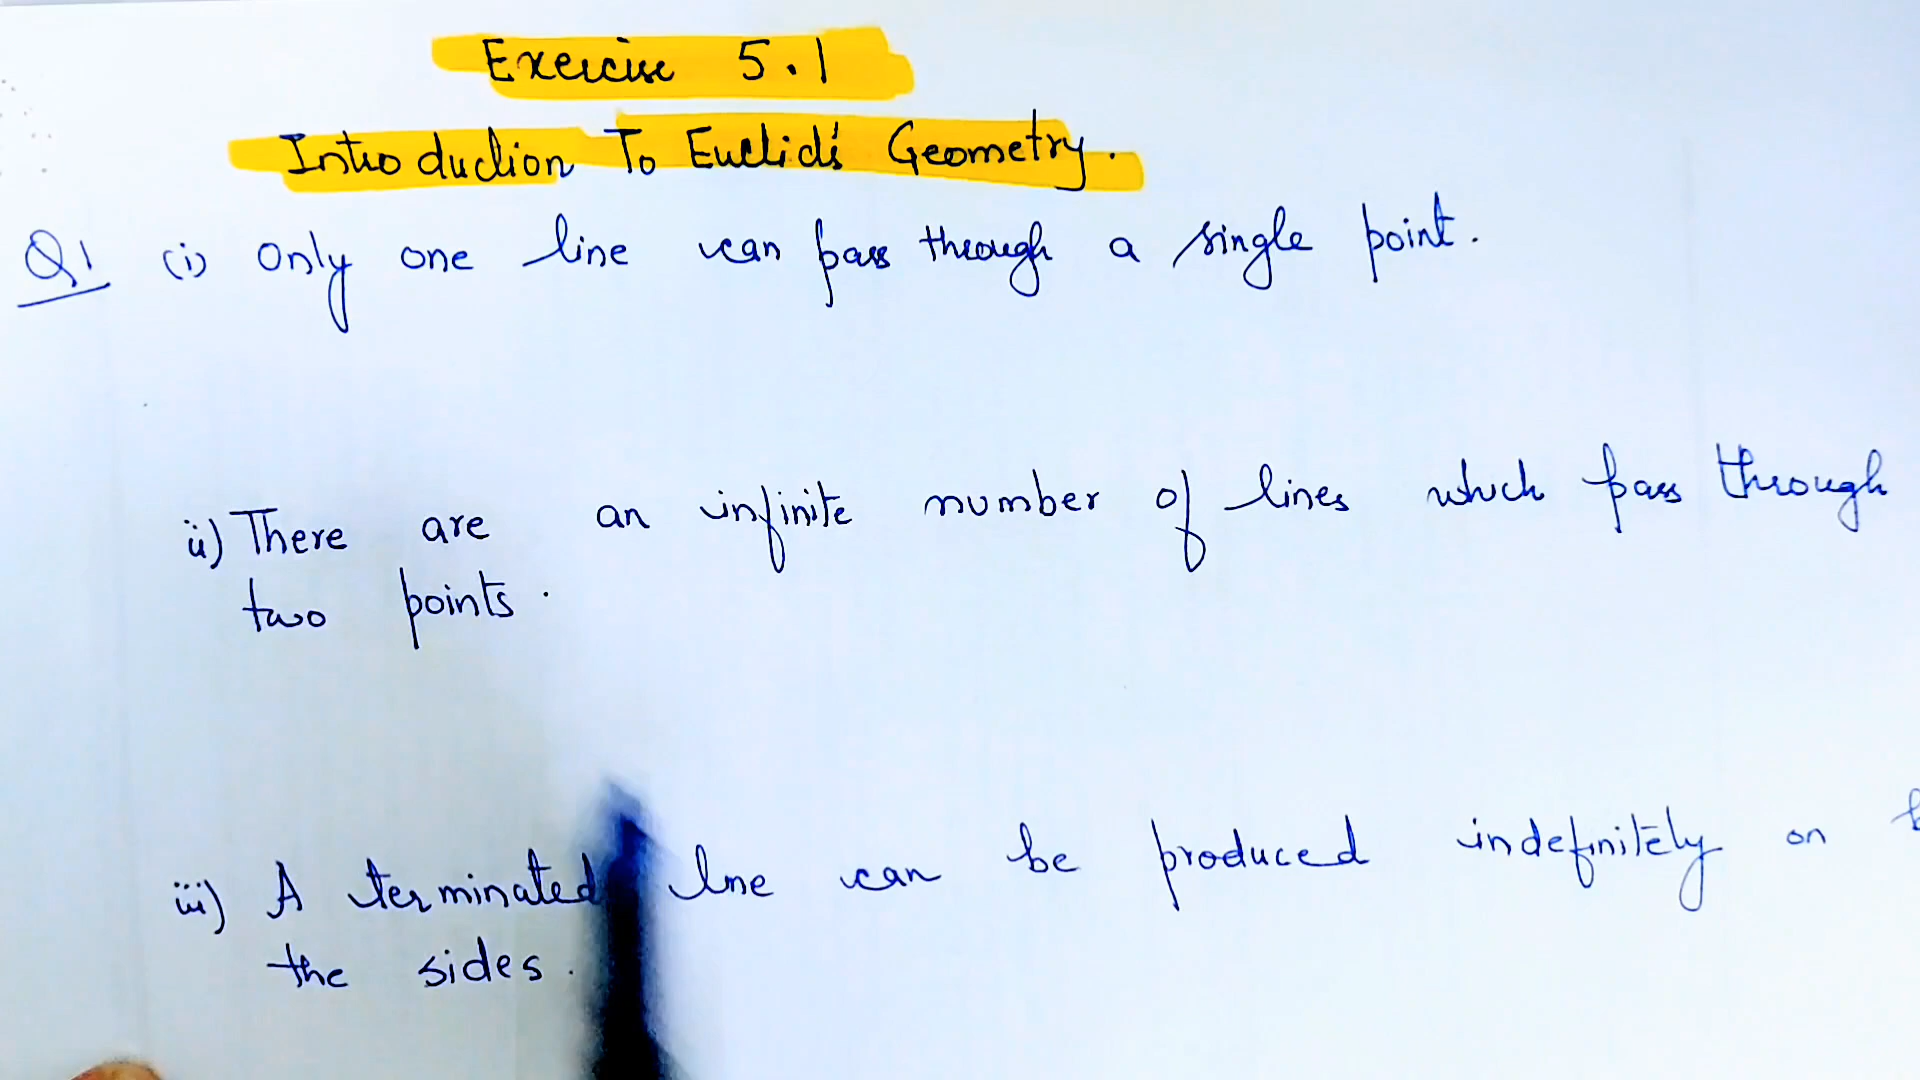 Exercise 5.1
Introduction To Euclid's Geometry.
Q1 (i) Only one line can pass through a single point.
ii) There are an infinite number of lines which pass through
two points.
iii) A terminated line can be produced indefinitely on
the sides.